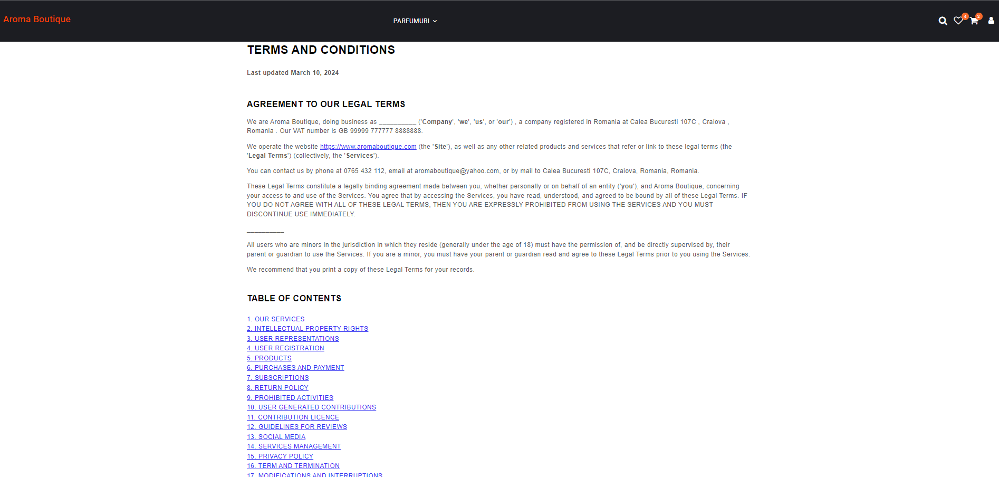 Aroma Boutique
PARFUMURI
4
2
TERMS AND CONDITIONS
Last updated March 10, 2024
AGREEMENT TO OUR LEGAL TERMS
We are Aroma Boutique, doing business as __________ ('Company', 'we', 'us', or 'our') , a company registered in Romania at Calea Bucuresti 107C , Craiova ,
Romania . Our VAT number is GB 99999 777777 8888888.
We operate the website https://www.aromaboutique.com (the 'Site'), as well as any other related products and services that refer or link to these legal terms (the
'Legal Terms') (collectively, the 'Services').
You can contact us by phone at 0765 432 112, email at aromaboutique@yahoo.com, or by mail to Calea Bucuresti 107C, Craiova, Romania, Romania.
These Legal Terms constitute a legally binding agreement made between you, whether personally or on behalf of an entity ('you'), and Aroma Boutique, concerning
your access to and use of the Services. You agree that by accessing the Services, you have read, understood, and agreed to be bound by all of these Legal Terms. IF
YOU DO NOT AGREE WITH ALL OF THESE LEGAL TERMS, THEN YOU ARE EXPRESSLY PROHIBITED FROM USING THE SERVICES AND YOU MUST
DISCONTINUE USE IMMEDIATELY.
__________
All users who are minors in the jurisdiction in which they reside (generally under the age of 18) must have the permission of, and be directly supervised by, their
parent or guardian to use the Services. If you are a minor, you must have your parent or guardian read and agree to these Legal Terms prior to you using the Services.
We recommend that you print a copy of these Legal Terms for your records.
TABLE OF CONTENTS
1. OUR SERVICES
2. INTELLECTUAL PROPERTY RIGHTS
3. USER REPRESENTATIONS
4. USER REGISTRATION
5. PRODUCTS
6. PURCHASES AND PAYMENT
7. SUBSCRIPTIONS
8. RETURN POLICY
9. PROHIBITED ACTIVITIES
10. USER GENERATED CONTRIBUTIONS
11. CONTRIBUTION LICENCE
12. GUIDELINES FOR REVIEWS
13. SOCIAL MEDIA
14. SERVICES MANAGEMENT
15. PRIVACY POLICY
16. TERM AND TERMINATION
17. MODIFICATIONS AND INTERRUPTIONS